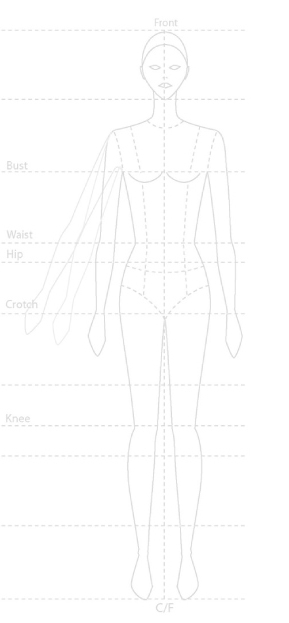 Front
Bust
Waist
Hip
Crotch
Knee
C/F